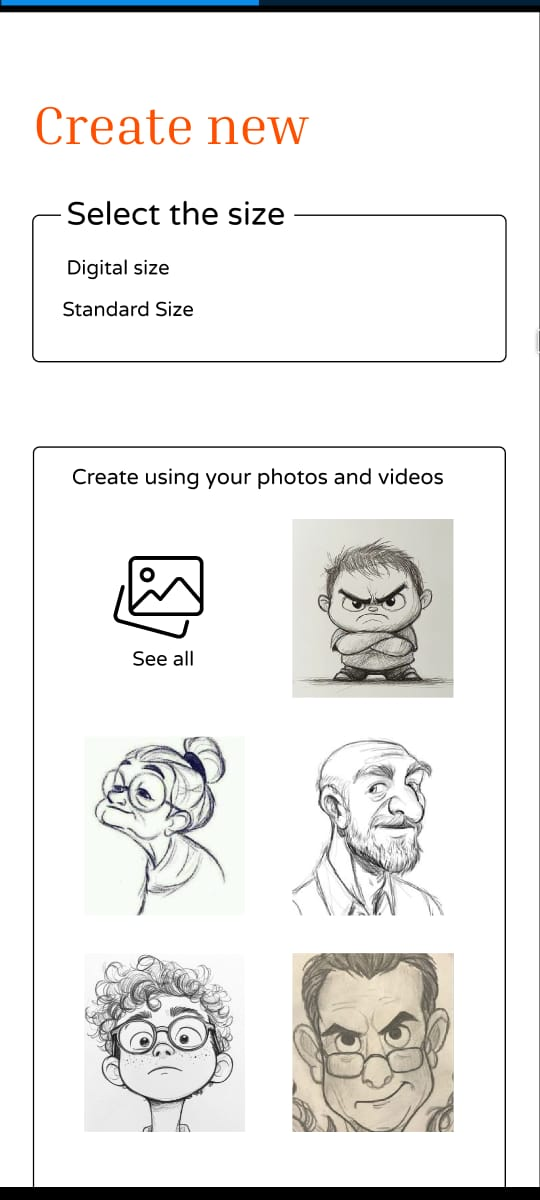 Create new
Select the size
Digital size
Standard Size
Create using your photos and videos
See all